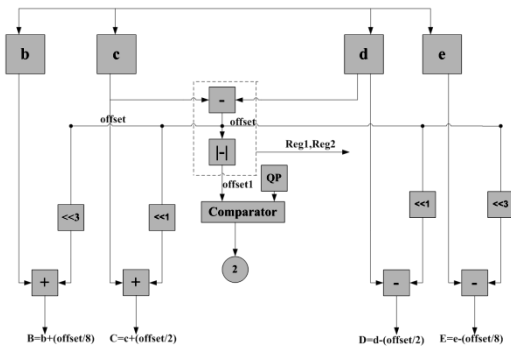 b
c
d
e
-
offset
offset
|-|
Reg1,Reg2
offset1
QP
Comparator
<<3
<<1
<<1
<<3
2
+
+
-
-
B=b+(offset/8)
C=c+(offset/2)
D=d-(offset/2)
E=e-(offset/8)